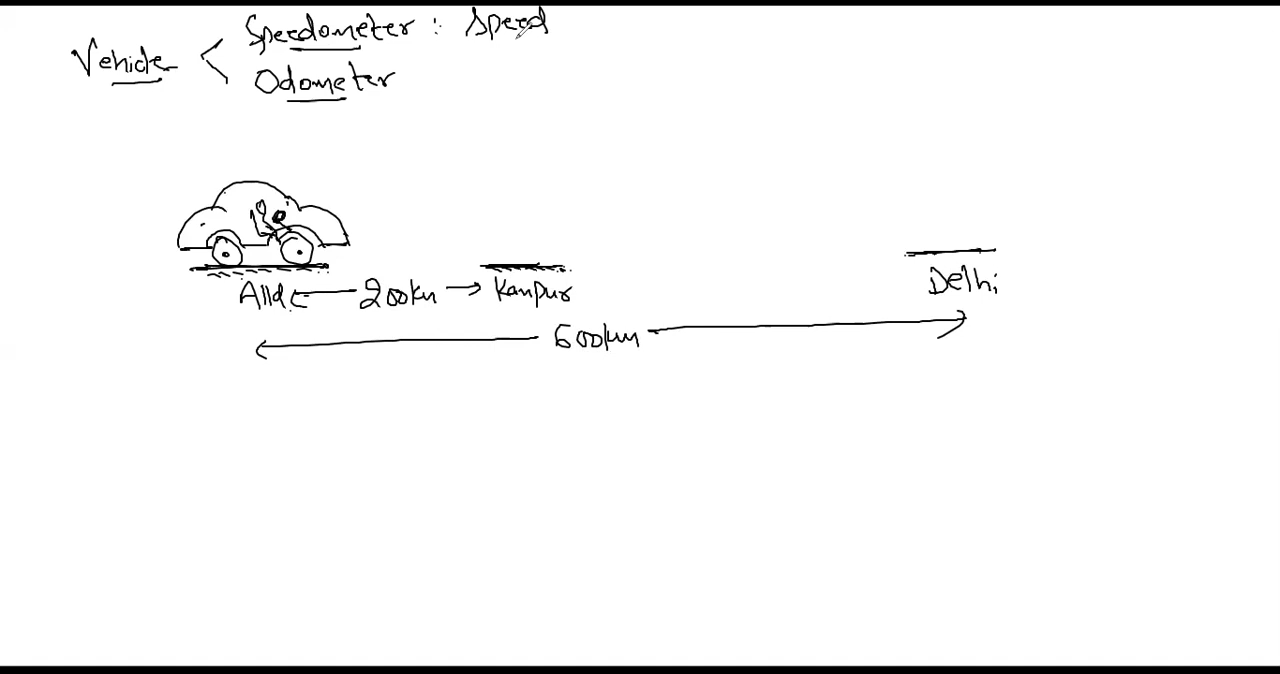 Vehicle < Speedometer : Speed
Odometer
Alld ← 200km → Kanpur
Delhi
600km